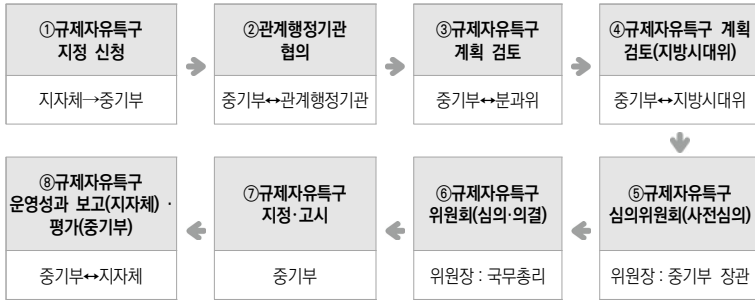 ①규제자유특구
지정 신청
지자체→중기부
②관계행정기관
협의
중기부↔관계행정기관
③규제자유특구
계획 검토
중기부↔분과위
④규제자유특구 계획
검토(지방시대위)
중기부↔지방시대위
⑤규제자유특구
심의위원회(사전심의)
위원장 : 중기부 장관
⑥규제자유특구
위원회(심의·의결)
위원장 : 국무총리
⑦규제자유특구
지정·고시
중기부
⑧규제자유특구
운영성과 보고(지자체) ·
평가(중기부)
중기부↔지자체